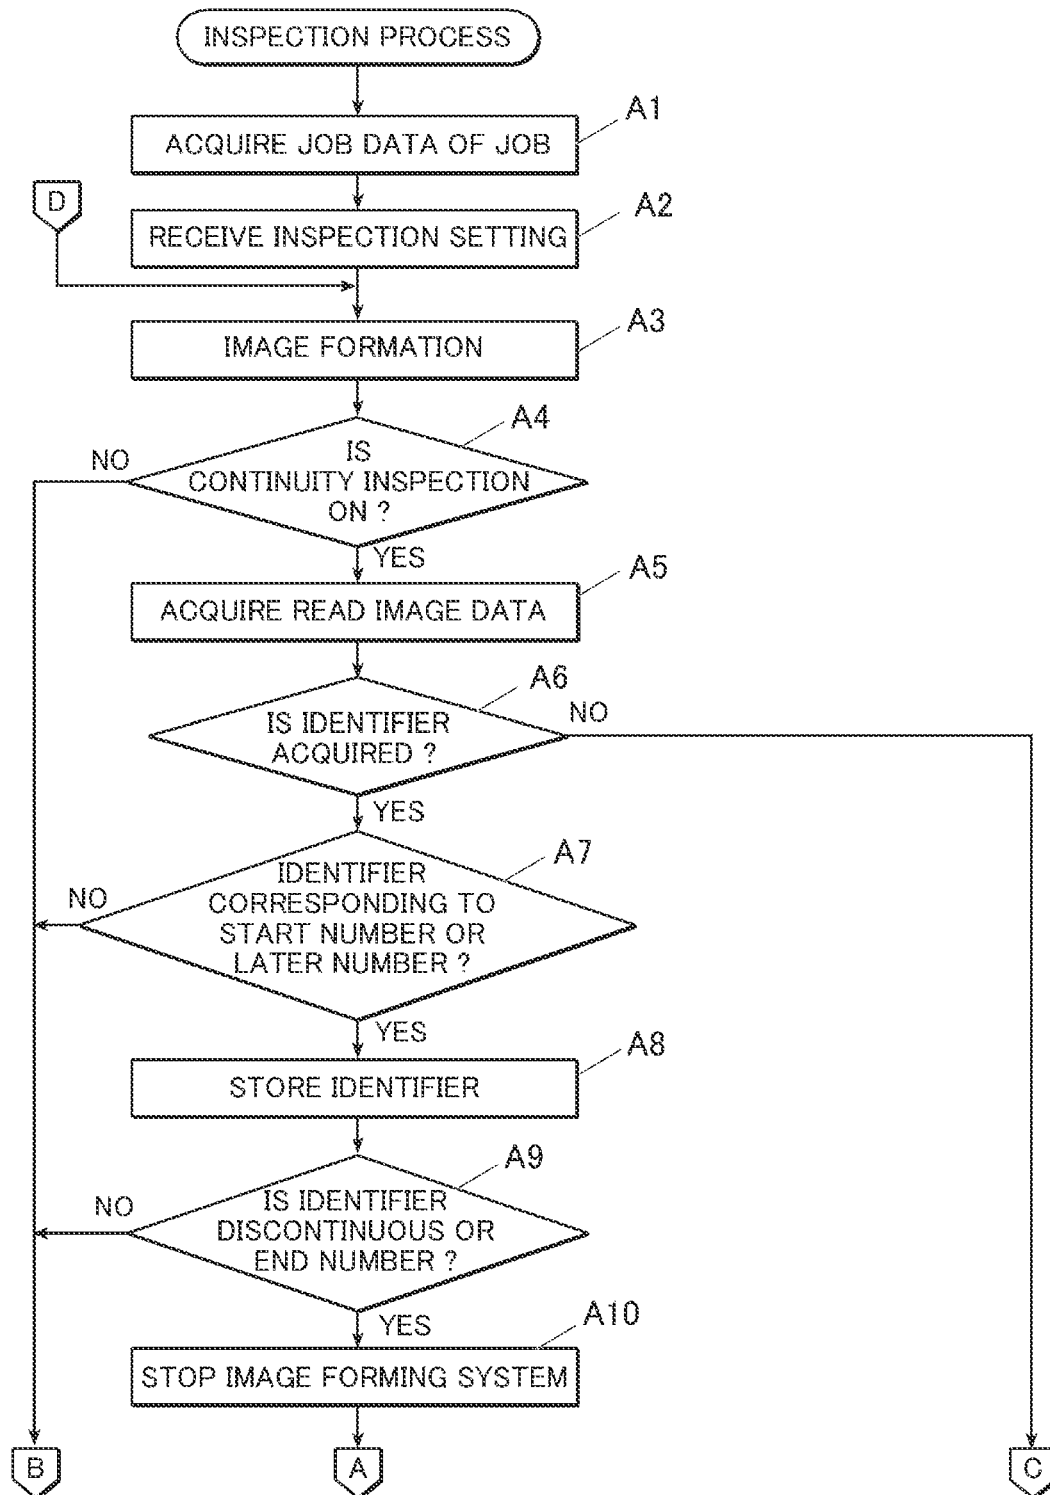 INSPECTION PROCESS
A1
ACQUIRE JOB DATA OF JOB
D
A2
RECEIVE INSPECTION SETTING
A3
IMAGE FORMATION
A4
NO
IS
CONTINUITY INSPECTION
ON ?
YES
A5
ACQUIRE READ IMAGE DATA
A6
NO
IS IDENTIFIER
ACQUIRED ?
YES
A7
NO
IDENTIFIER
CORRESPONDING TO
START NUMBER OR
LATER NUMBER ?
YES
A8
STORE IDENTIFIER
A9
NO
IS IDENTIFIER
DISCONTINUOUS OR
END NUMBER ?
YES
A10
STOP IMAGE FORMING SYSTEM
B
A
C